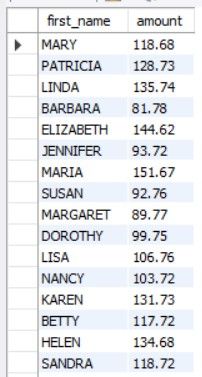 first_name amount
MARY 118.68
PATRICIA 128.73
LINDA 135.74
BARBARA 81.78
ELIZABETH 144.62
JENNIFER 93.72
MARIA 151.67
SUSAN 92.76
MARGARET 89.77
DOROTHY 99.75
LISA 106.76
NANCY 103.72
KAREN 131.73
BETTY 117.72
HELEN 134.68
SANDRA 118.72